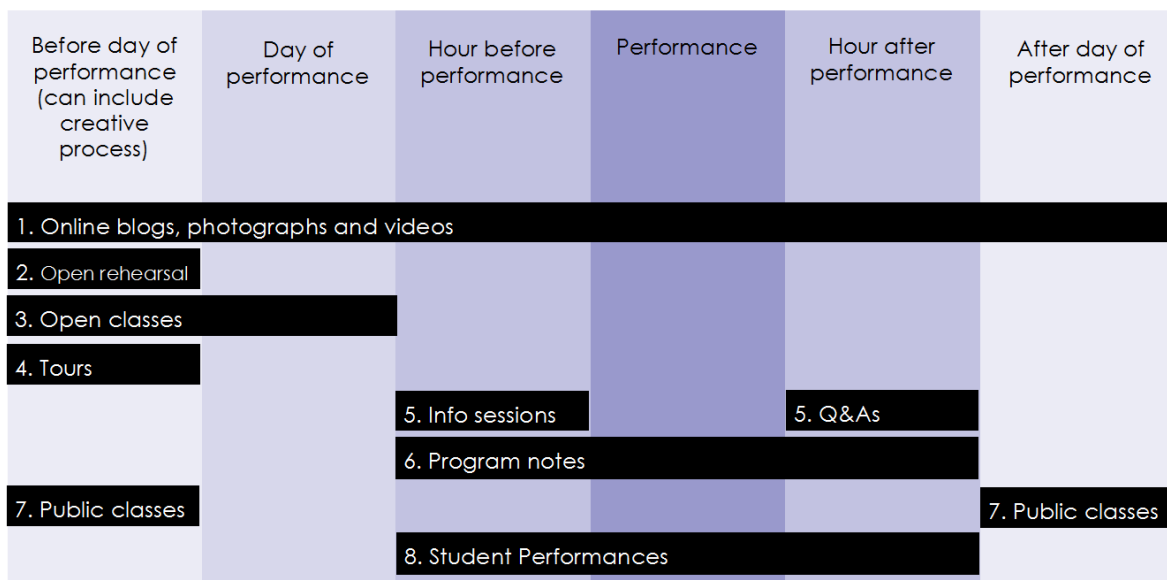 Before day of
performance
(can include
creative
process)
Day of
performance
Hour before
performance
Performance
Hour after
performance
After day of
performance
1. Online blogs, photographs and videos
2. Open rehearsal
3. Open classes
4. Tours
5. Info sessions
5. Q&As
6. Program notes
7. Public classes
7. Public classes
8. Student Performances